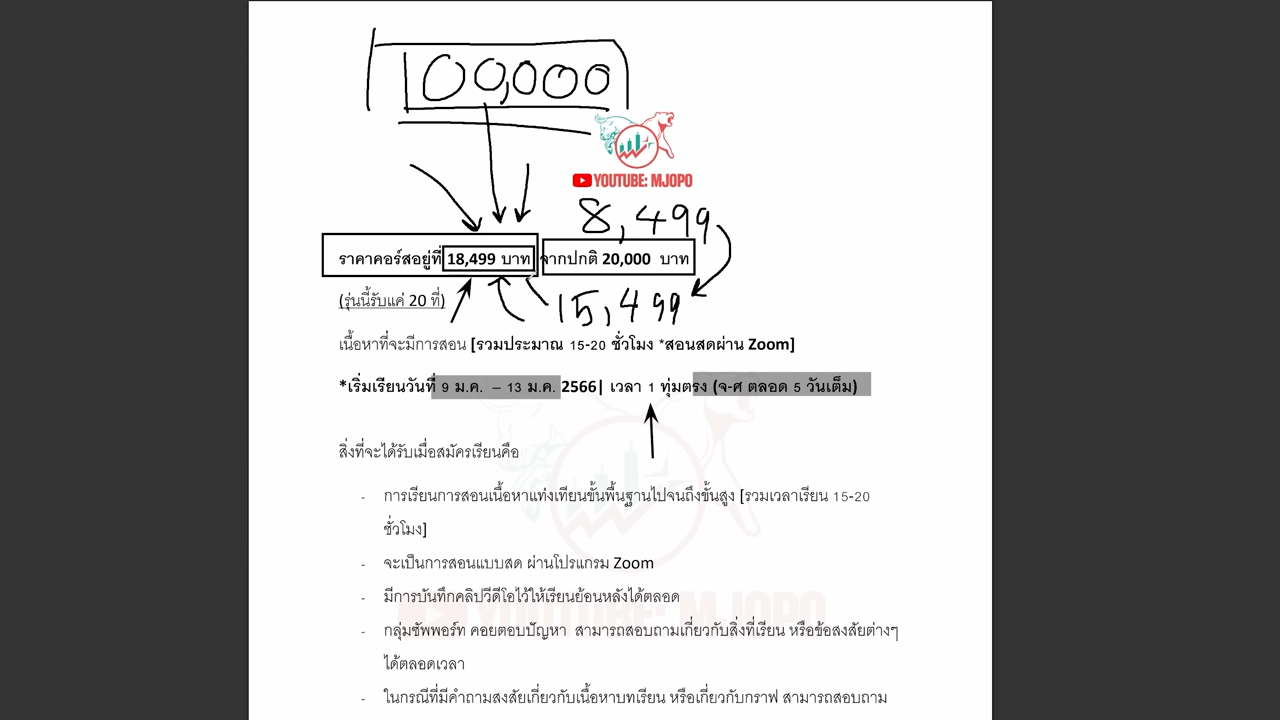 100,000
YOUTUBE: MJOPO
8,499
ราคาคอร์สอยู่ที่ 18,499 บาท จากปกติ 20,000 บาท
(รุ่นนี้รับแค่ 20 ที่)
15,499
เนื้อหาที่จะมีการสอน [รวมประมาณ 15-20 ชั่วโมง *สอนสดผ่าน Zoom]
*เริ่มเรียนวันที่ 9 ม.ค. – 13 ม.ค. 2566| เวลา 1 ทุ่มตรง (จ-ศ ตลอด 5 วันเต็ม)
สิ่งที่จะได้รับเมื่อสมัครเรียนคือ
- การเรียนการสอนเนื้อหาแท่งเทียนขั้นพื้นฐานไปจนถึงขั้นสูง [รวมเวลาเรียน 15-20
ชั่วโมง]
- จะเป็นการสอนแบบสด ผ่านโปรแกรม Zoom
- มีการบันทึกคลิปวีดีโอไว้ให้เรียนย้อนหลังได้ตลอด
YOUTUBE: MJOPO
- กลุ่มซัพพอร์ท คอยตอบปัญหา สามารถสอบถามเกี่ยวกับสิ่งที่เรียน หรือข้อสงสัยต่างๆ
ได้ตลอดเวลา
- ในกรณีที่มีคำถามสงสัยเกี่ยวกับเนื้อหาบทเรียน หรือเกี่ยวกับกราฟ สามารถสอบถาม